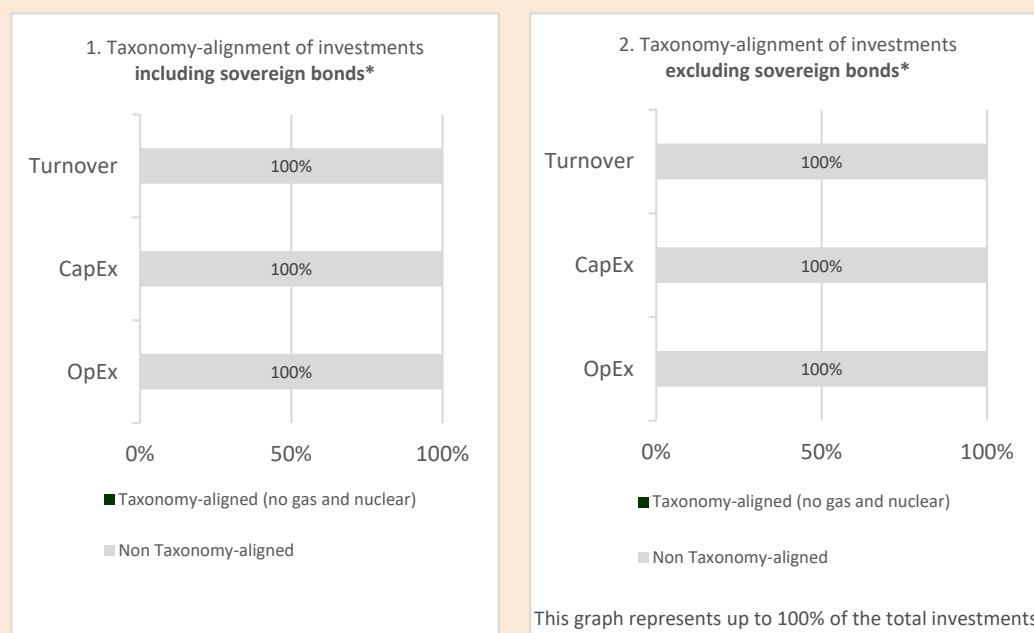 1. Taxonomy-alignment of investments
including sovereign bonds*
Turnover
100%
CapEx
100%
OpEx
100%
0%
50%
100%
Taxonomy-aligned (no gas and nuclear)
Non Taxonomy-aligned
2. Taxonomy-alignment of investments
excluding sovereign bonds*
Turnover
100%
CapEx
100%
OpEx
100%
0%
50%
100%
Taxonomy-aligned (no gas and nuclear)
Non Taxonomy-aligned
This graph represents up to 100% of the total investments